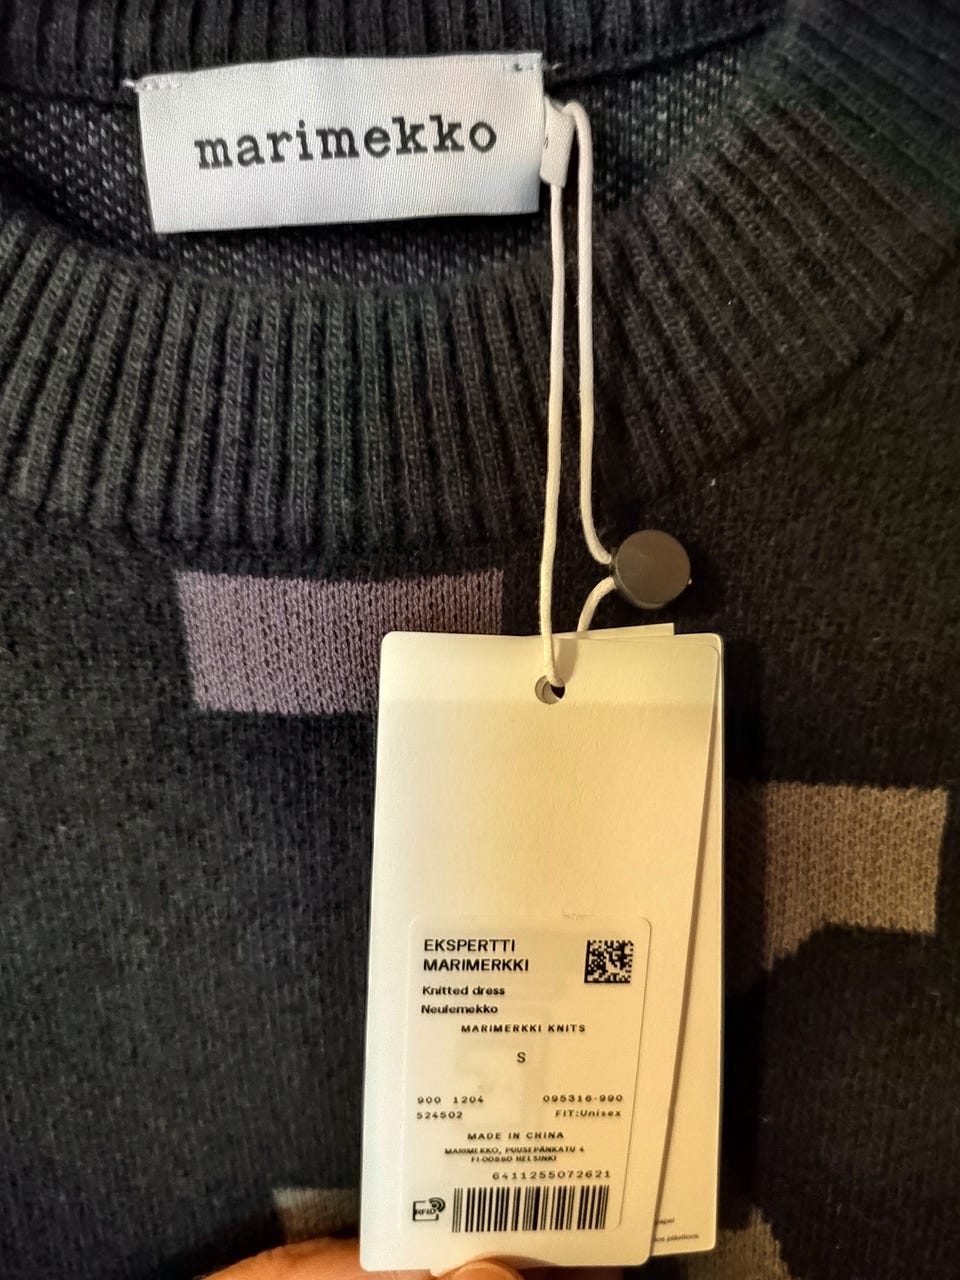 marimekko
EKSPERTTI
MARIMERKKI
Knitted dress
Neulemekko
MARIMERKKI KNITS
S
900 1204 095316-990
524502 FIT:Unisex
MADE IN CHINA
MARIMEKKO, PUUSEPÄNKATU 4
FI-00880 HELSINKI
6411255072621
RFID
plásticos